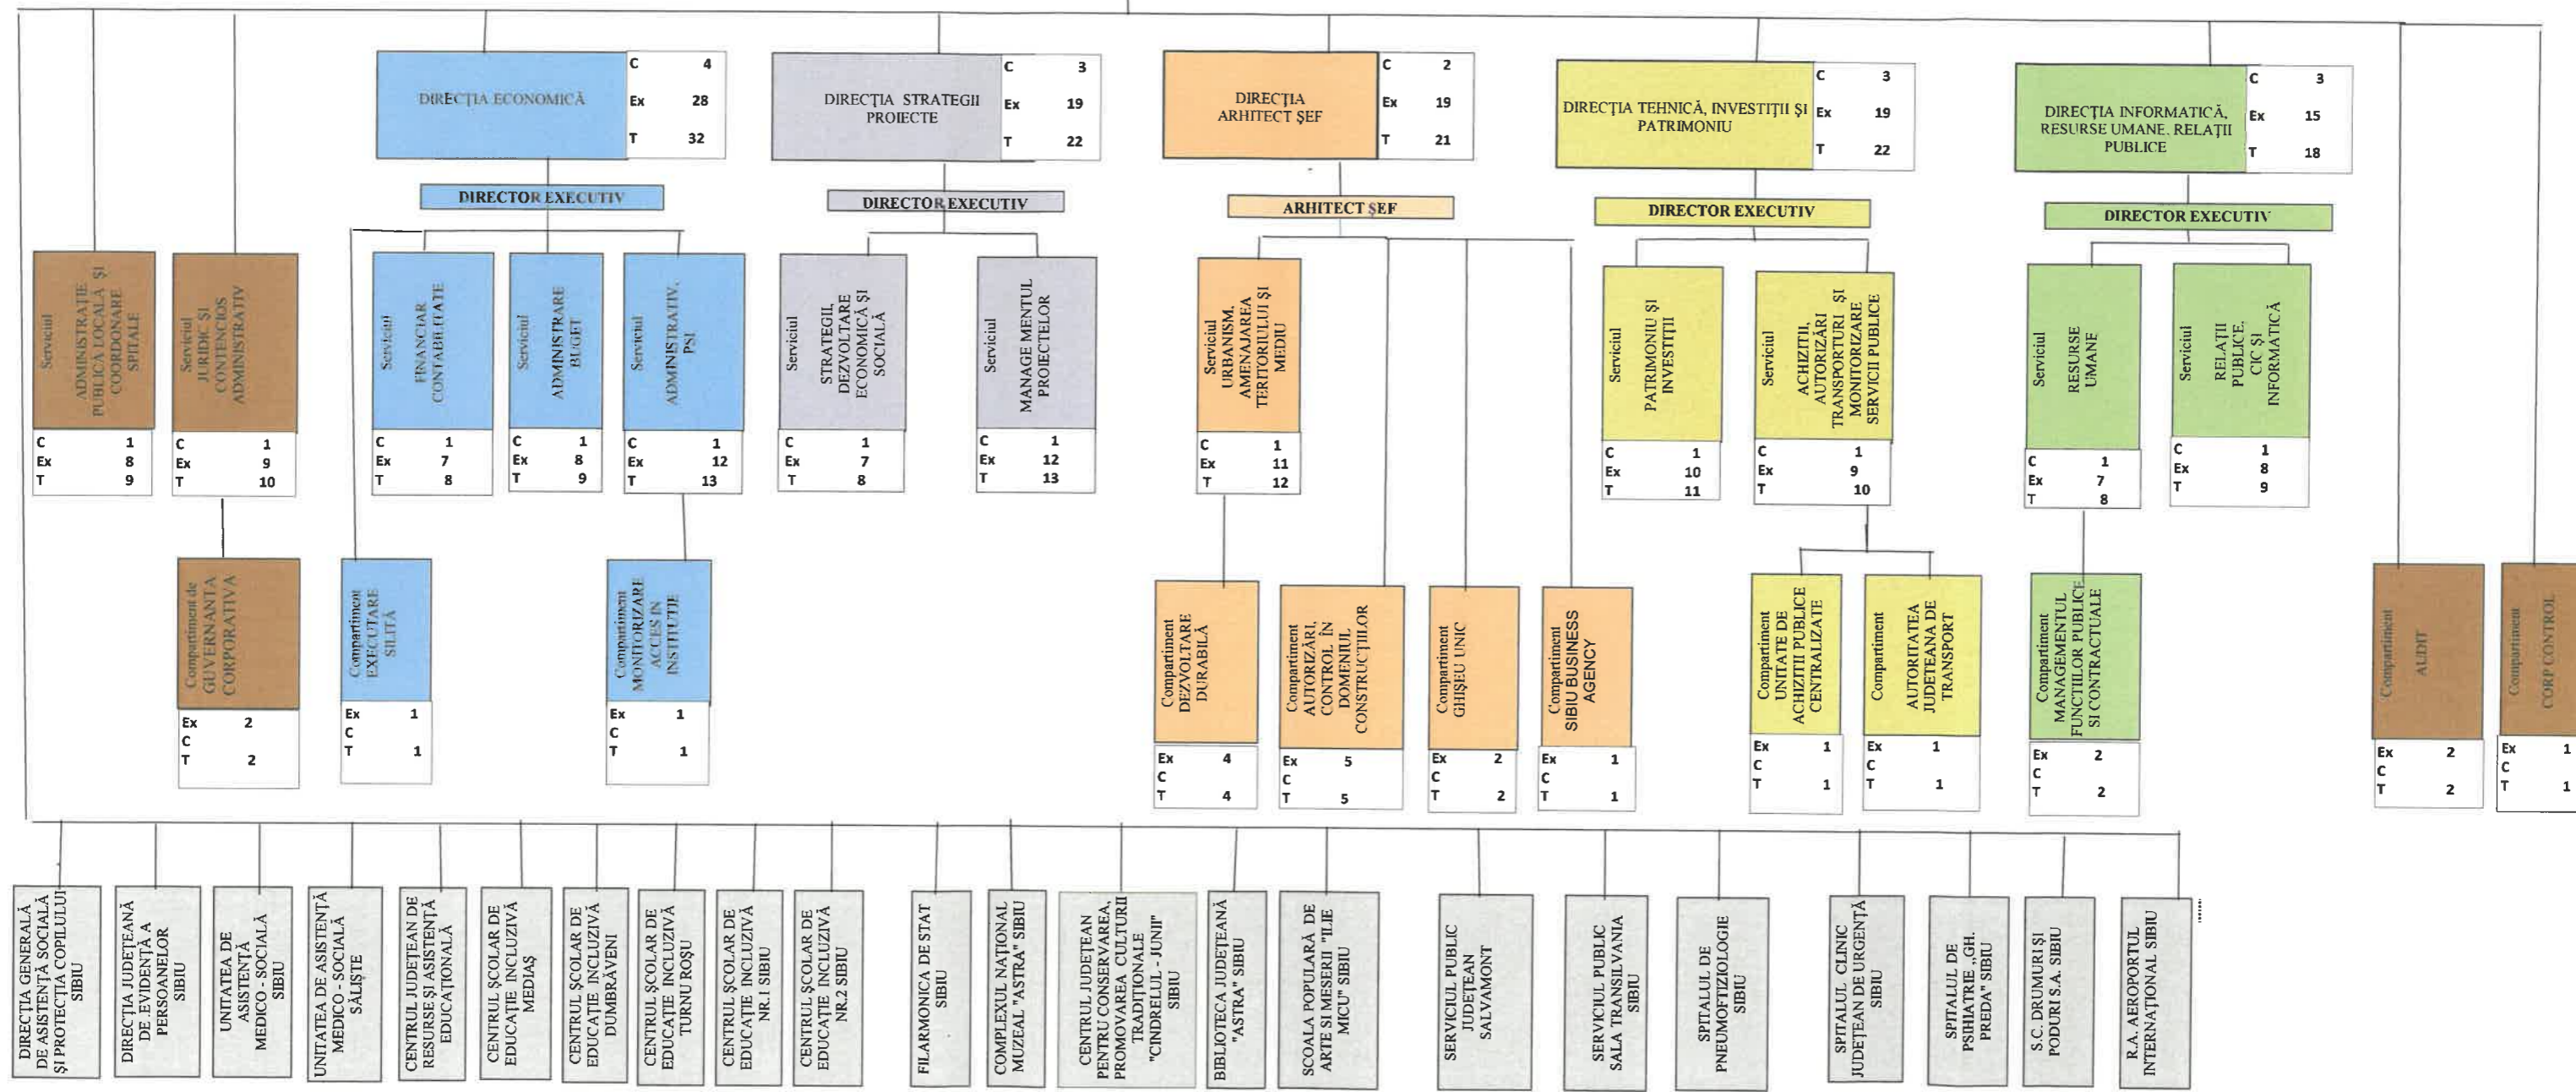 DIRECȚIA ECONOMICĂ
C 4
Ex 28
T 32
DIRECȚIA STRATEGII
PROIECTE
C 3
Ex 19
T 22
DIRECȚIA
ARHITECT ȘEF
C 2
Ex 19
T 21
DIRECȚIA TEHNICĂ, INVESTIȚII ȘI
PATRIMONIU
C 3
Ex 19
T 22
DIRECȚIA INFORMATICĂ,
RESURSE UMANE, RELAȚII
PUBLICE
C 3
Ex 15
T 18
DIRECTOR EXECUTIV
DIRECTOR EXECUTIV
ARHITECT ȘEF
DIRECTOR EXECUTIV
DIRECTOR EXECUTIV
Serviciul
ADMINISTRAȚIE
PUBLICĂ LOCALĂ ȘI
COORDONARE
SPITALE
C 1
Ex 8
T 9
Serviciul
JURIDIC ȘI
CONTENCIOS
ADMINISTRATIV
C 1
Ex 9
T 10
Serviciul
FINANCIAR
CONTABILITATE
C 1
Ex 7
T 8
Serviciul
ADMINISTRARE
BUGET
C 1
Ex 8
T 9
Serviciul
ADMINISTRATIV,
PSI
C 1
Ex 12
T 13
Serviciul
STRATEGII,
DEZVOLTARE
ECONOMICĂ ȘI
SOCIALĂ
C 1
Ex 7
T 8
Serviciul
MANAGEMENTUL
PROIECTELOR
C 1
Ex 12
T 13
Serviciul
URBANISM,
AMENAJAREA
TERITORIULUI ȘI
MEDIU
C 1
Ex 11
T 12
Serviciul
PATRIMONIU ȘI
INVESTIȚII
C 1
Ex 10
T 11
Serviciul
ACHIZITII,
AUTORIZĂRI
TRANSPORTURI ȘI
MONITORIZARE
SERVICII PUBLICE
C 1
Ex 9
T 10
Serviciul
RESURSE
UMANE
C 1
Ex 7
T 8
Serviciul
RELAȚII
PUBLICE,
CIC ȘI
INFORMATICĂ
C 1
Ex 8
T 9
Compartiment de
GUVERNANTA
CORPORATIVA
Ex 2
C
T 2
Compartiment
EXECUTARE
SILITĂ
Ex 1
C
T 1
Compartiment
MONITORIZARE
ACCES IN
INSTITUTIE
Ex 1
C
T 1
Compartiment
DEZVOLTARE
DURABILĂ
Ex 4
C
T 4
Compartiment
AUTORIZĂRI,
CONTROL ÎN
DOMENIUL
CONSTRUCȚIILOR
Ex 5
C
T 5
Compartiment
GHIȘEU UNIC
Ex 2
C
T 2
Compartiment
SIBIU BUSINESS
AGENCY
Ex 1
C
T 1
Compartiment
UNITATE DE
ACHIZITII PUBLICE
CENTRALIZATE
Ex 1
C
T 1
Compartiment
AUTORITATEA
JUDETEANA DE
TRANSPORT
Ex 1
C
T 1
Compartiment
MANAGEMENTUL
FUNCTIILOR PUBLICE
SI CONTRACTUALE
Ex 2
C
T 2
Compartiment
AUDIT
Ex 2
C
T 2
Compartiment
CORP CONTROL
Ex 1
C
T 1
DIRECȚIA GENERALĂ
DE ASISTENȚĂ SOCIALĂ
ȘI PROTECȚIA COPILULUI
SIBIU
DIRECȚIA JUDEȚEANĂ
DE .EVIDENȚĂ A
PERSOANELOR
SIBIU
UNITATEA DE
ASISTENȚĂ
MEDICO - SOCIALĂ
SIBIU
UNITATEA DE ASISTENȚĂ
MEDICO - SOCIALĂ
SĂLIȘTE
CENTRUL JUDEȚEAN DE
RESURSE ȘI ASISTENȚĂ
EDUCAȚIONALĂ
CENTRUL ȘCOLAR DE
EDUCAȚIE INCLUZIVĂ
MEDIAȘ
CENTRUL ȘCOLAR DE
EDUCAȚIE INCLUZIVĂ
DUMBRĂVENI
CENTRUL ȘCOLAR DE
EDUCAȚIE INCLUZIVĂ
TURNU ROȘU
CENTRUL ȘCOLAR DE
EDUCAȚIE INCLUZIVĂ
NR.1 SIBIU
CENTRUL ȘCOLAR DE
EDUCAȚIE INCLUZIVĂ
NR.2 SIBIU
FILARMONICA DE STAT
SIBIU
COMPLEXUL NAȚIONAL
MUZEAL "ASTRA" SIBIU
CENTRUL JUDEȚEAN
PENTRU CONSERVAREA,
PROMOVAREA CULTURII
TRADIȚIONALE
"CINDRELUL - JUNII"
SIBIU
BIBLIOTECA JUDEȚEANĂ
"ASTRA" SIBIU
SCOALA POPULARĂ DE
ARTE SI MESERII "ILIE
MICU" SIBIU
SERVICIUL PUBLIC
JUDEȚEAN
SALVAMONT
SERVICIUL PUBLIC
SALA TRANSILVANIA
SIBIU
SPITALUL DE
PNEUMOFTIZIOLOGIE
SIBIU
SPITALUL CLINIC
JUDEȚEAN DE URGENȚĂ
SIBIU
SPITALUL DE
PSIHIATRIE „GH.
PREDA" SIBIU
S.C. DRUMURI ȘI
PODURI S.A. SIBIU
R.A. AEROPORTUL
INTERNAȚIONAL SIBIU